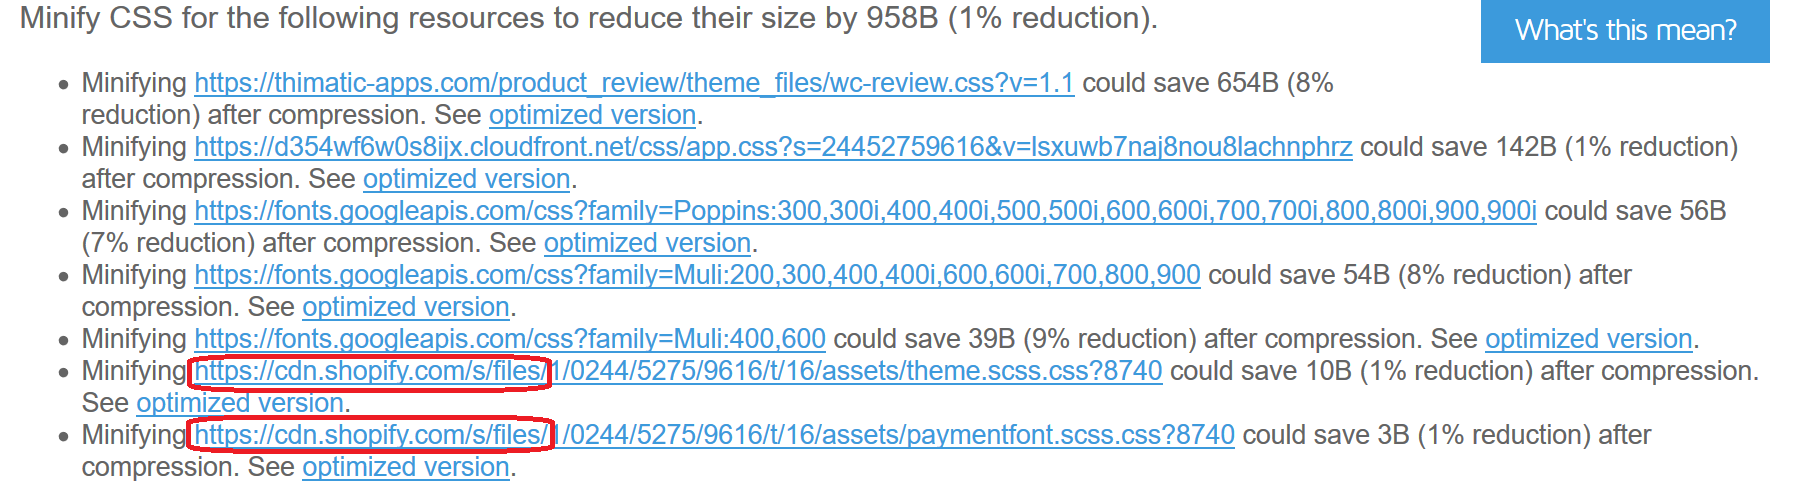 Minify CSS for the following resources to reduce their size by 958B (1% reduction).
What's this mean?
Minifying https://thimatic-apps.com/product_review/theme_files/wc-review.css?v=1.1 could save 654B (8%
reduction) after compression. See optimized version.
Minifying https://d354wf6w0s8ijx.cloudfront.net/css/app.css?s=24452759616&v=lsxuwb7naj8nou8lachnphrz could save 142B (1% reduction)
after compression. See optimized version.
Minifying https://fonts.googleapis.com/css?family=Poppins:300,300i,400,400i,500,500i,600,600i,700,700i,800,800i,900,900i could save 56B
(7% reduction) after compression. See optimized version.
Minifying https://fonts.googleapis.com/css?family=Muli:200,300,400,400i,600,600i,700,800,900 could save 54B (8% reduction) after
compression. See optimized version.
Minifying https://fonts.googleapis.com/css?family=Muli:400,600 could save 39B (9% reduction) after compression. See optimized version.
Minifying https://cdn.shopify.com/s/files/1/0244/5275/9616/t/16/assets/theme.scss.css?8740 could save 10B (1% reduction) after compression.
See optimized version.
Minifying https://cdn.shopify.com/s/files/1/0244/5275/9616/t/16/assets/paymentfont.scss.css?8740 could save 3B (1% reduction) after
compression. See optimized version.